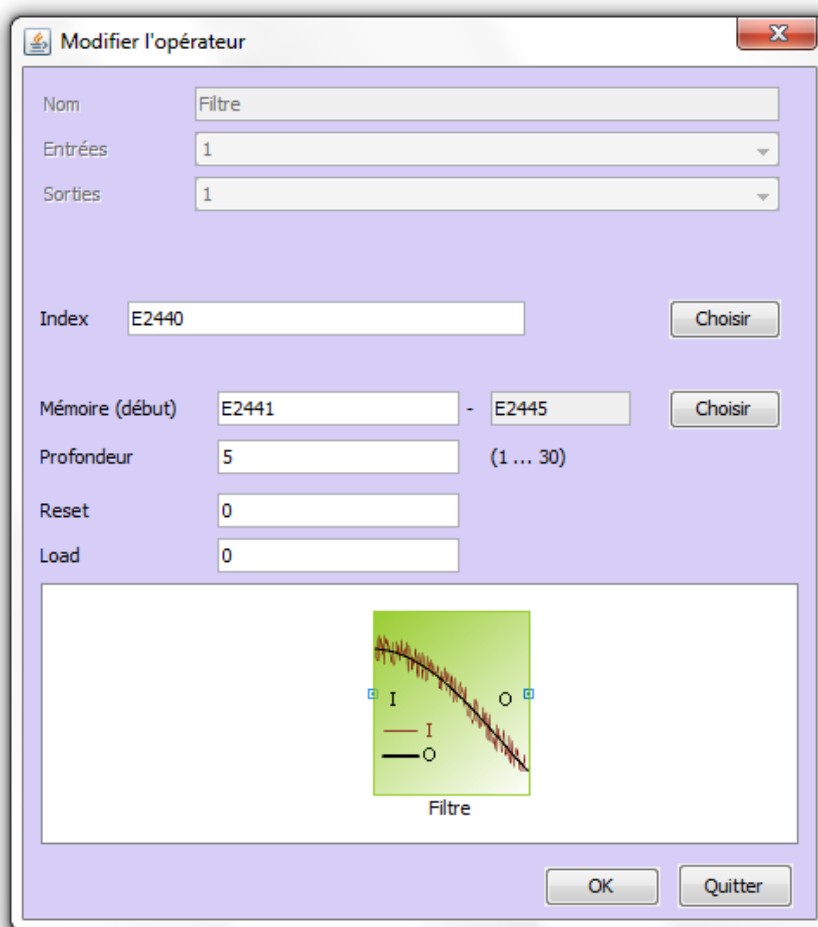 Modifier l'opérateur
Nom Filtre
Entrées 1
Sorties 1
Index E2440 Choisir
Mémoire (début) E2441 - E2445 Choisir
Profondeur 5 (1 ... 30)
Reset 0
Load 0
I O
I
O
Filtre
OK Quitter